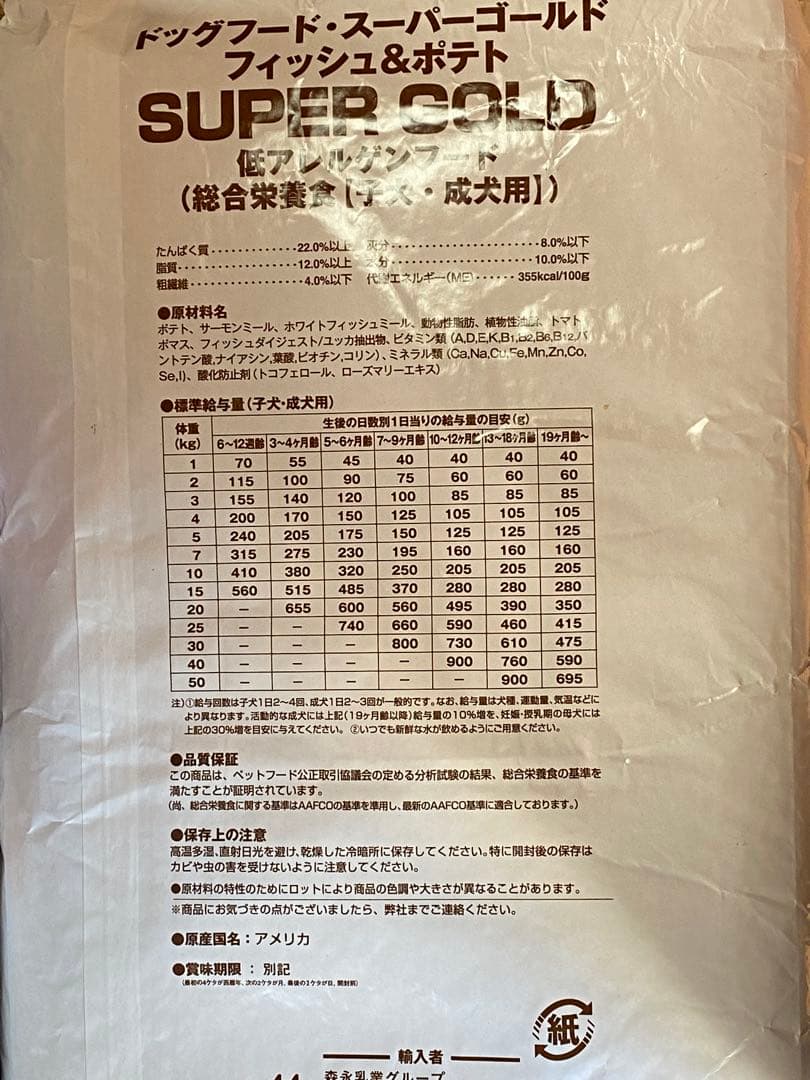 ドッグフード・スーパーゴールド
フィッシュ&ポテト
SUPER GOLD
低アレルゲンフード
(総合栄養食【子犬・成犬用】)
たんぱく質・・・・・・・・・・・・22.0%以上 灰分・・・・・・・・・・・・・・・・・・・・8.0%以下
脂質・・・・・・・・・・・・・・・・・12.0%以上 水分・・・・・・・・・・・・・・・・・・・10.0%以下
粗繊維・・・・・・・・・・・・・・・4.0%以下 代謝エネルギー(ME)・・・・・・355kcal/100g
●原材料名
ポテト、サーモンミール、ホワイトフィッシュミール、動物性脂肪、植物性油脂、トマト
ポマス、フィッシュダイジェスト/ユッカ抽出物、ビタミン類(A,D,E,K,B1,B2,B6,B12,パ
ントテン酸,ナイアシン,葉酸,ビオチン,コリン)、ミネラル類(Ca,Na,Cu,Fe,Mn,Zn,Co,
Se,I)、酸化防止剤(トコフェロール、ローズマリーエキス)
●標準給与量(子犬・成犬用)
体重(kg) 生後の日数別1日当りの給与量の目安(g)
6〜12週齢 3〜4ヶ月齢 5〜6ヶ月齢 7〜9ヶ月齢 10〜12ヶ月齢 13〜18ヶ月齢 19ヶ月齢〜
1 70 55 45 40 40 40 40
2 115 100 90 75 60 60 60
3 155 140 120 100 85 85 85
4 200 170 150 125 105 105 105
5 240 205 175 150 125 125 125
7 315 275 230 195 160 160 160
10 410 380 320 250 205 205 205
15 560 515 485 370 280 280 280
20 － 655 600 560 495 390 350
25 － － 740 660 590 460 415
30 － － － 800 730 610 475
40 － － － － 900 760 590
50 － － － － － 900 695
注)①給与回数は子犬1日2〜4回、成犬1日2〜3回が一般的です。なお、給与量は犬種、運動量、気温などに
より異なります。活動的な成犬には上記(19ヶ月齢以降)給与量の10%増を、妊娠・授乳期の母犬には
上記の30%増を目安に与えてください。 ②いつでも新鮮な水が飲めるようにご用意ください。
●品質保証
この商品は、ペットフード公正取引協議会の定める分析試験の結果、総合栄養食の基準を
満たすことが証明されています。
(尚、総合栄養食に関する基準はAAFCOの基準を準用し、最新のAAFCO基準に適合しております。)
●保存上の注意
高温多湿、直射日光を避け、乾燥した冷暗所に保存してください。特に開封後の保存は
カビや虫の害を受けないように注意してください。
●原材料の特性のためにロットにより商品の色調や大きさが異なることがあります。
※商品にお気づきの点がございましたら、弊社までご連絡ください。
●原産国名：アメリカ
●賞味期限 ： 別記
(最初の4ケタが西暦年、次の2ケタが月、最後の2ケタが日、開封前)
紙
輸入者
森永乳業グループ